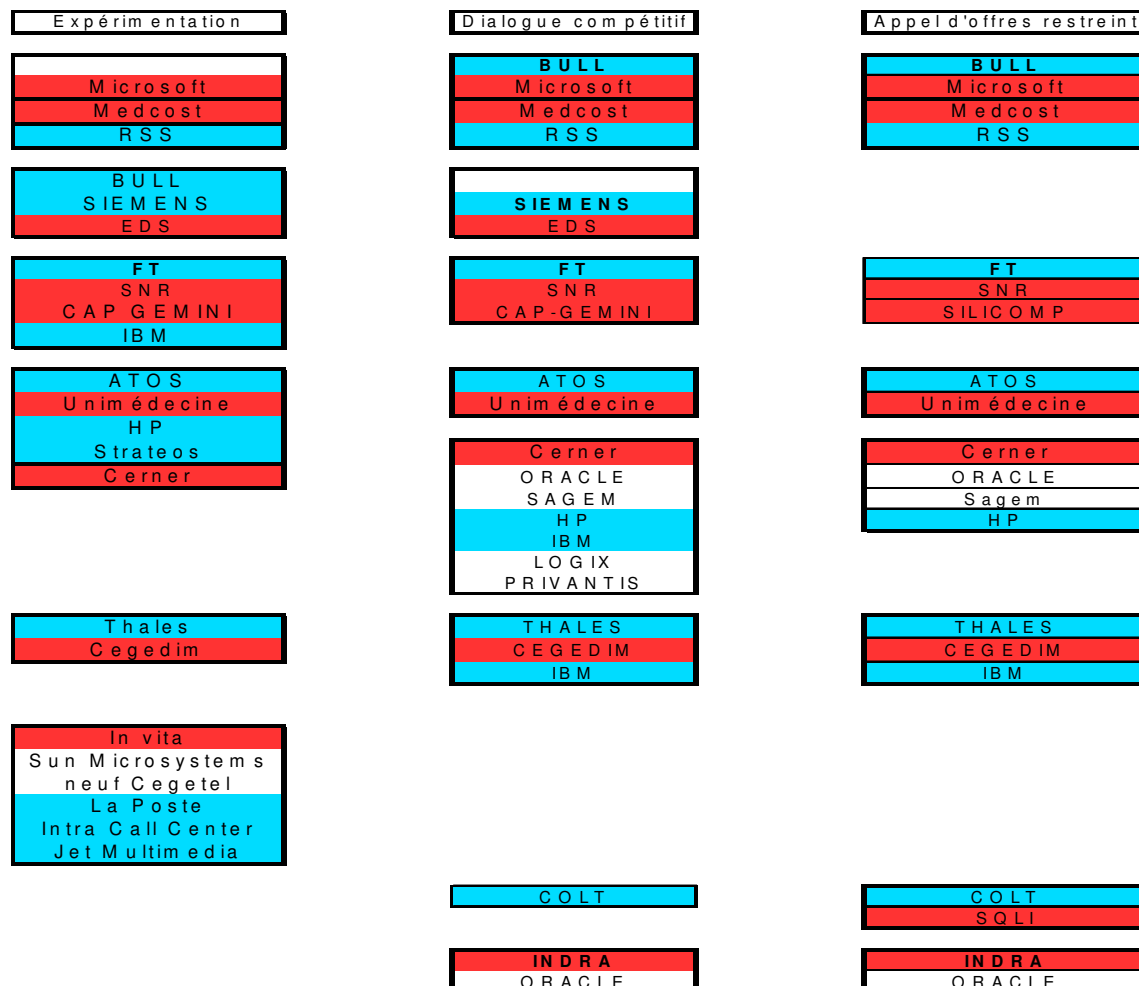 Expérimentation
Dialogue compétitif
Appel d'offres restreint
Microsoft
Medcost
RSS
BULL
Microsoft
Medcost
RSS
BULL
Microsoft
Medcost
RSS
BULL
SIEMENS
EDS
SIEMENS
EDS
FT
SNR
CAP GEMINI
IBM
FT
SNR
CAP-GEMINI
FT
SNR
SILICOMP
ATOS
Unimédecine
HP
Strateos
Cerner
ATOS
Unimédecine
ATOS
Unimédecine
Cerner
ORACLE
SAGEM
HP
IBM
LOGIX
PRIVANTIS
Cerner
ORACLE
Sagem
HP
Thales
Cegedim
THALES
CEGEDIM
IBM
THALES
CEGEDIM
IBM
In vita
Sun Microsystems
neuf Cegetel
La Poste
Intra Call Center
Jet Multimedia
COLT
COLT
SQLI
INDRA
ORACLE
INDRA
ORACLE